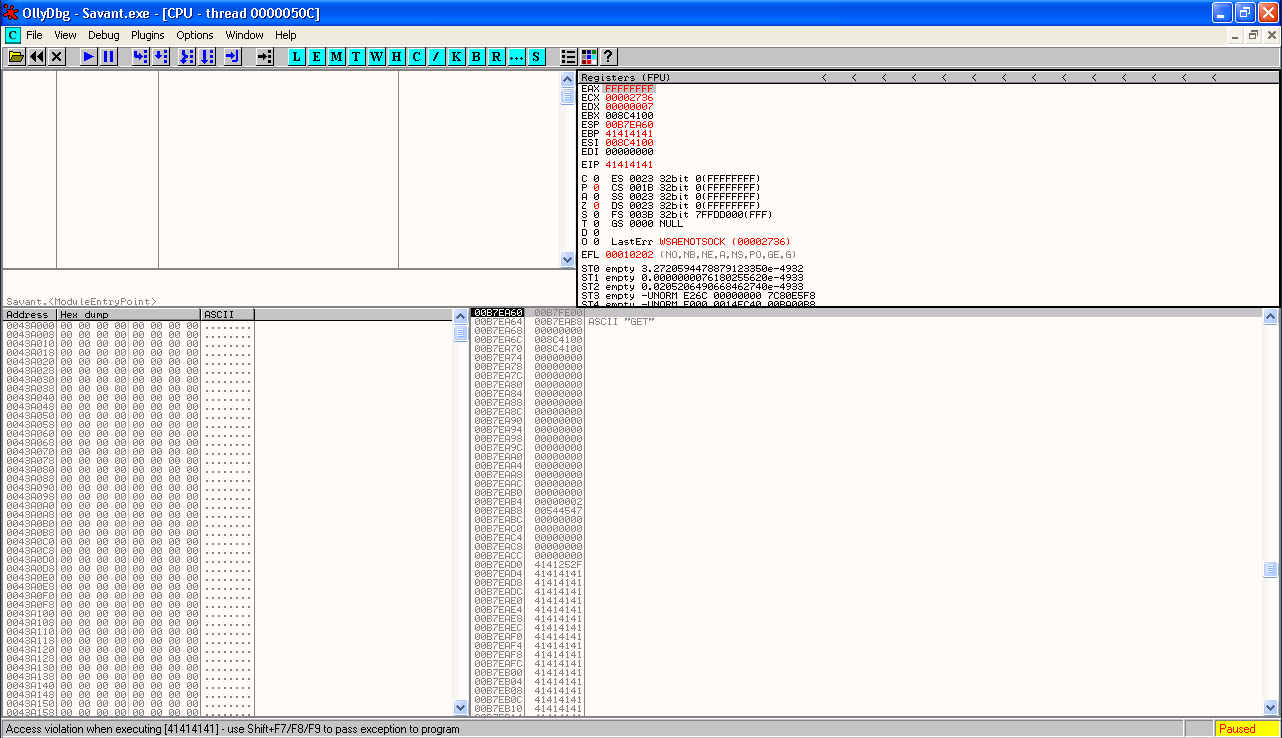 OllyDbg - Savant.exe - [CPU - thread 0000050C]
C File View Debug Plugins Options Window Help
L E M T W H C / K B R ... S ?
Registers (FPU) < < < < < < < < < < < < < <
EAX FFFFFFFF
ECX 00002736
EDX 00000007
EBX 008C4100
ESP 00B7EA60
EBP 41414141
ESI 008C4100
EDI 00000000
EIP 41414141
C 0 ES 0023 32bit 0(FFFFFFFF)
P 0 CS 001B 32bit 0(FFFFFFFF)
A 0 SS 0023 32bit 0(FFFFFFFF)
Z 0 DS 0023 32bit 0(FFFFFFFF)
S 0 FS 003B 32bit 7FFDD000(FFF)
T 0 GS 0000 NULL
D 0
O 0 LastErr WSAENOTSOCK (00002736)
EFL 00010202 (NO,NB,NE,A,NS,PO,GE,G)
ST0 empty 3.2720594478879123350e-4932
ST1 empty 0.0000000076180255620e-4933
ST2 empty 0.0205206490668462740e-4933
ST3 empty -UNORM E26C 00000000 7C80E5F8
ST4 empty -UNORM E000 0014FC40 00BA00B8
Savant.<ModuleEntryPoint>
Address Hex dump ASCII
0043A000 00 00 00 00 00 00 00 00 ........
0043A008 00 00 00 00 00 00 00 00 ........
0043A010 00 00 00 00 00 00 00 00 ........
0043A018 00 00 00 00 00 00 00 00 ........
0043A020 00 00 00 00 00 00 00 00 ........
0043A028 00 00 00 00 00 00 00 00 ........
0043A030 00 00 00 00 00 00 00 00 ........
0043A038 00 00 00 00 00 00 00 00 ........
0043A040 00 00 00 00 00 00 00 00 ........
0043A048 00 00 00 00 00 00 00 00 ........
0043A050 00 00 00 00 00 00 00 00 ........
0043A058 00 00 00 00 00 00 00 00 ........
0043A060 00 00 00 00 00 00 00 00 ........
0043A068 00 00 00 00 00 00 00 00 ........
0043A070 00 00 00 00 00 00 00 00 ........
0043A078 00 00 00 00 00 00 00 00 ........
0043A080 00 00 00 00 00 00 00 00 ........
0043A088 00 00 00 00 00 00 00 00 ........
0043A090 00 00 00 00 00 00 00 00 ........
0043A098 00 00 00 00 00 00 00 00 ........
0043A0A0 00 00 00 00 00 00 00 00 ........
0043A0A8 00 00 00 00 00 00 00 00 ........
0043A0B0 00 00 00 00 00 00 00 00 ........
0043A0B8 00 00 00 00 00 00 00 00 ........
0043A0C0 00 00 00 00 00 00 00 00 ........
0043A0C8 00 00 00 00 00 00 00 00 ........
0043A0D0 00 00 00 00 00 00 00 00 ........
0043A0D8 00 00 00 00 00 00 00 00 ........
0043A0E0 00 00 00 00 00 00 00 00 ........
0043A0E8 00 00 00 00 00 00 00 00 ........
0043A0F0 00 00 00 00 00 00 00 00 ........
0043A0F8 00 00 00 00 00 00 00 00 ........
0043A100 00 00 00 00 00 00 00 00 ........
0043A108 00 00 00 00 00 00 00 00 ........
0043A110 00 00 00 00 00 00 00 00 ........
0043A118 00 00 00 00 00 00 00 00 ........
0043A120 00 00 00 00 00 00 00 00 ........
0043A128 00 00 00 00 00 00 00 00 ........
0043A130 00 00 00 00 00 00 00 00 ........
0043A138 00 00 00 00 00 00 00 00 ........
0043A140 00 00 00 00 00 00 00 00 ........
0043A148 00 00 00 00 00 00 00 00 ........
0043A150 00 00 00 00 00 00 00 00 ........
0043A158 00 00 00 00 00 00 00 00 ........
00B7EA60 00B7FE00
00B7EA64 00B7EAB8 ASCII "GET"
00B7EA68 00000000
00B7EA6C 008C4100
00B7EA70 008C4100
00B7EA74 00000000
00B7EA78 00000000
00B7EA7C 00000000
00B7EA80 00000000
00B7EA84 00000000
00B7EA88 00000000
00B7EA8C 00000000
00B7EA90 00000000
00B7EA94 00000000
00B7EA98 00000000
00B7EA9C 00000000
00B7EAA0 00000000
00B7EAA4 00000000
00B7EAA8 00000000
00B7EAAC 00000000
00B7EAB0 00000000
00B7EAB4 00000002
00B7EAB8 00544547
00B7EABC 00000000
00B7EAC0 00000000
00B7EAC4 00000000
00B7EAC8 00000000
00B7EACC 00000000
00B7EAD0 4141252F
00B7EAD4 41414141
00B7EAD8 41414141
00B7EADC 41414141
00B7EAE0 41414141
00B7EAE4 41414141
00B7EAE8 41414141
00B7EAEC 41414141
00B7EAF0 41414141
00B7EAF4 41414141
00B7EAF8 41414141
00B7EAFC 41414141
00B7EB00 41414141
00B7EB04 41414141
00B7EB08 41414141
00B7EB0C 41414141
00B7EB10 41414141
Access violation when executing [41414141] - use Shift+F7/F8/F9 to pass exception to program
Paused